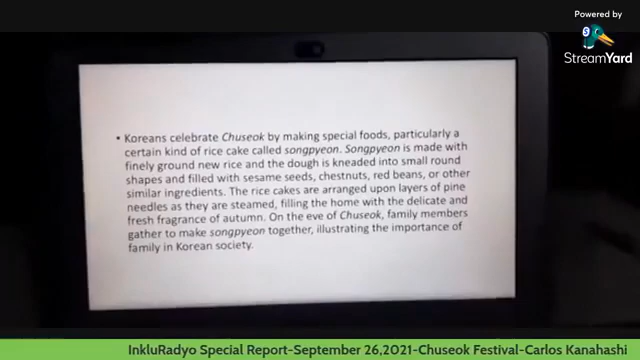 Powered by
StreamYard
• Koreans celebrate Chuseok by making special foods, particularly a
certain kind of rice cake called songpyeon. Songpyeon is made with
finely ground new rice and the dough is kneaded into small round
shapes and filled with sesame seeds, chestnuts, red beans, or other
similar ingredients. The rice cakes are arranged upon layers of pine
needles as they are steamed, filling the home with the delicate and
fresh fragrance of autumn. On the eve of Chuseok, family members
gather to make songpyeon together, illustrating the importance of
family in Korean society.
InkluRadyo Special Report-September 26,2021-Chuseok Festival-Carlos Kanahashi